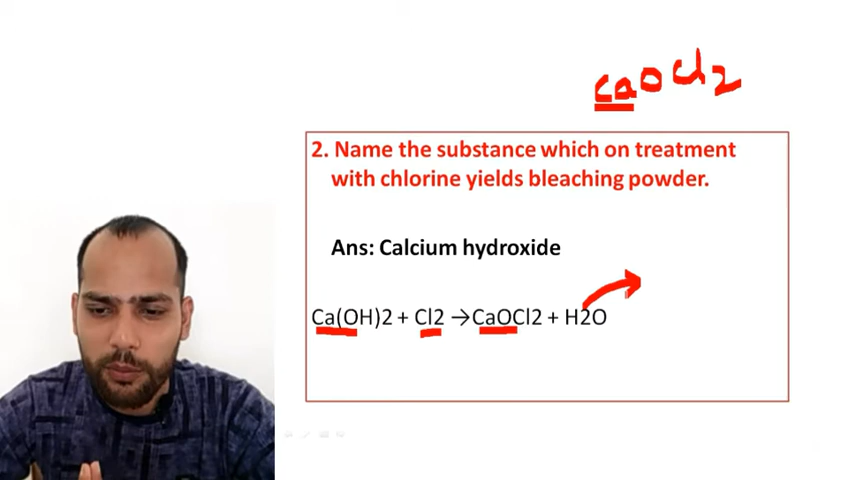 CaOCl2
2. Name the substance which on treatment
with chlorine yields bleaching powder.
Ans: Calcium hydroxide
Ca(OH)2 + Cl2 →CaOCl2 + H2O